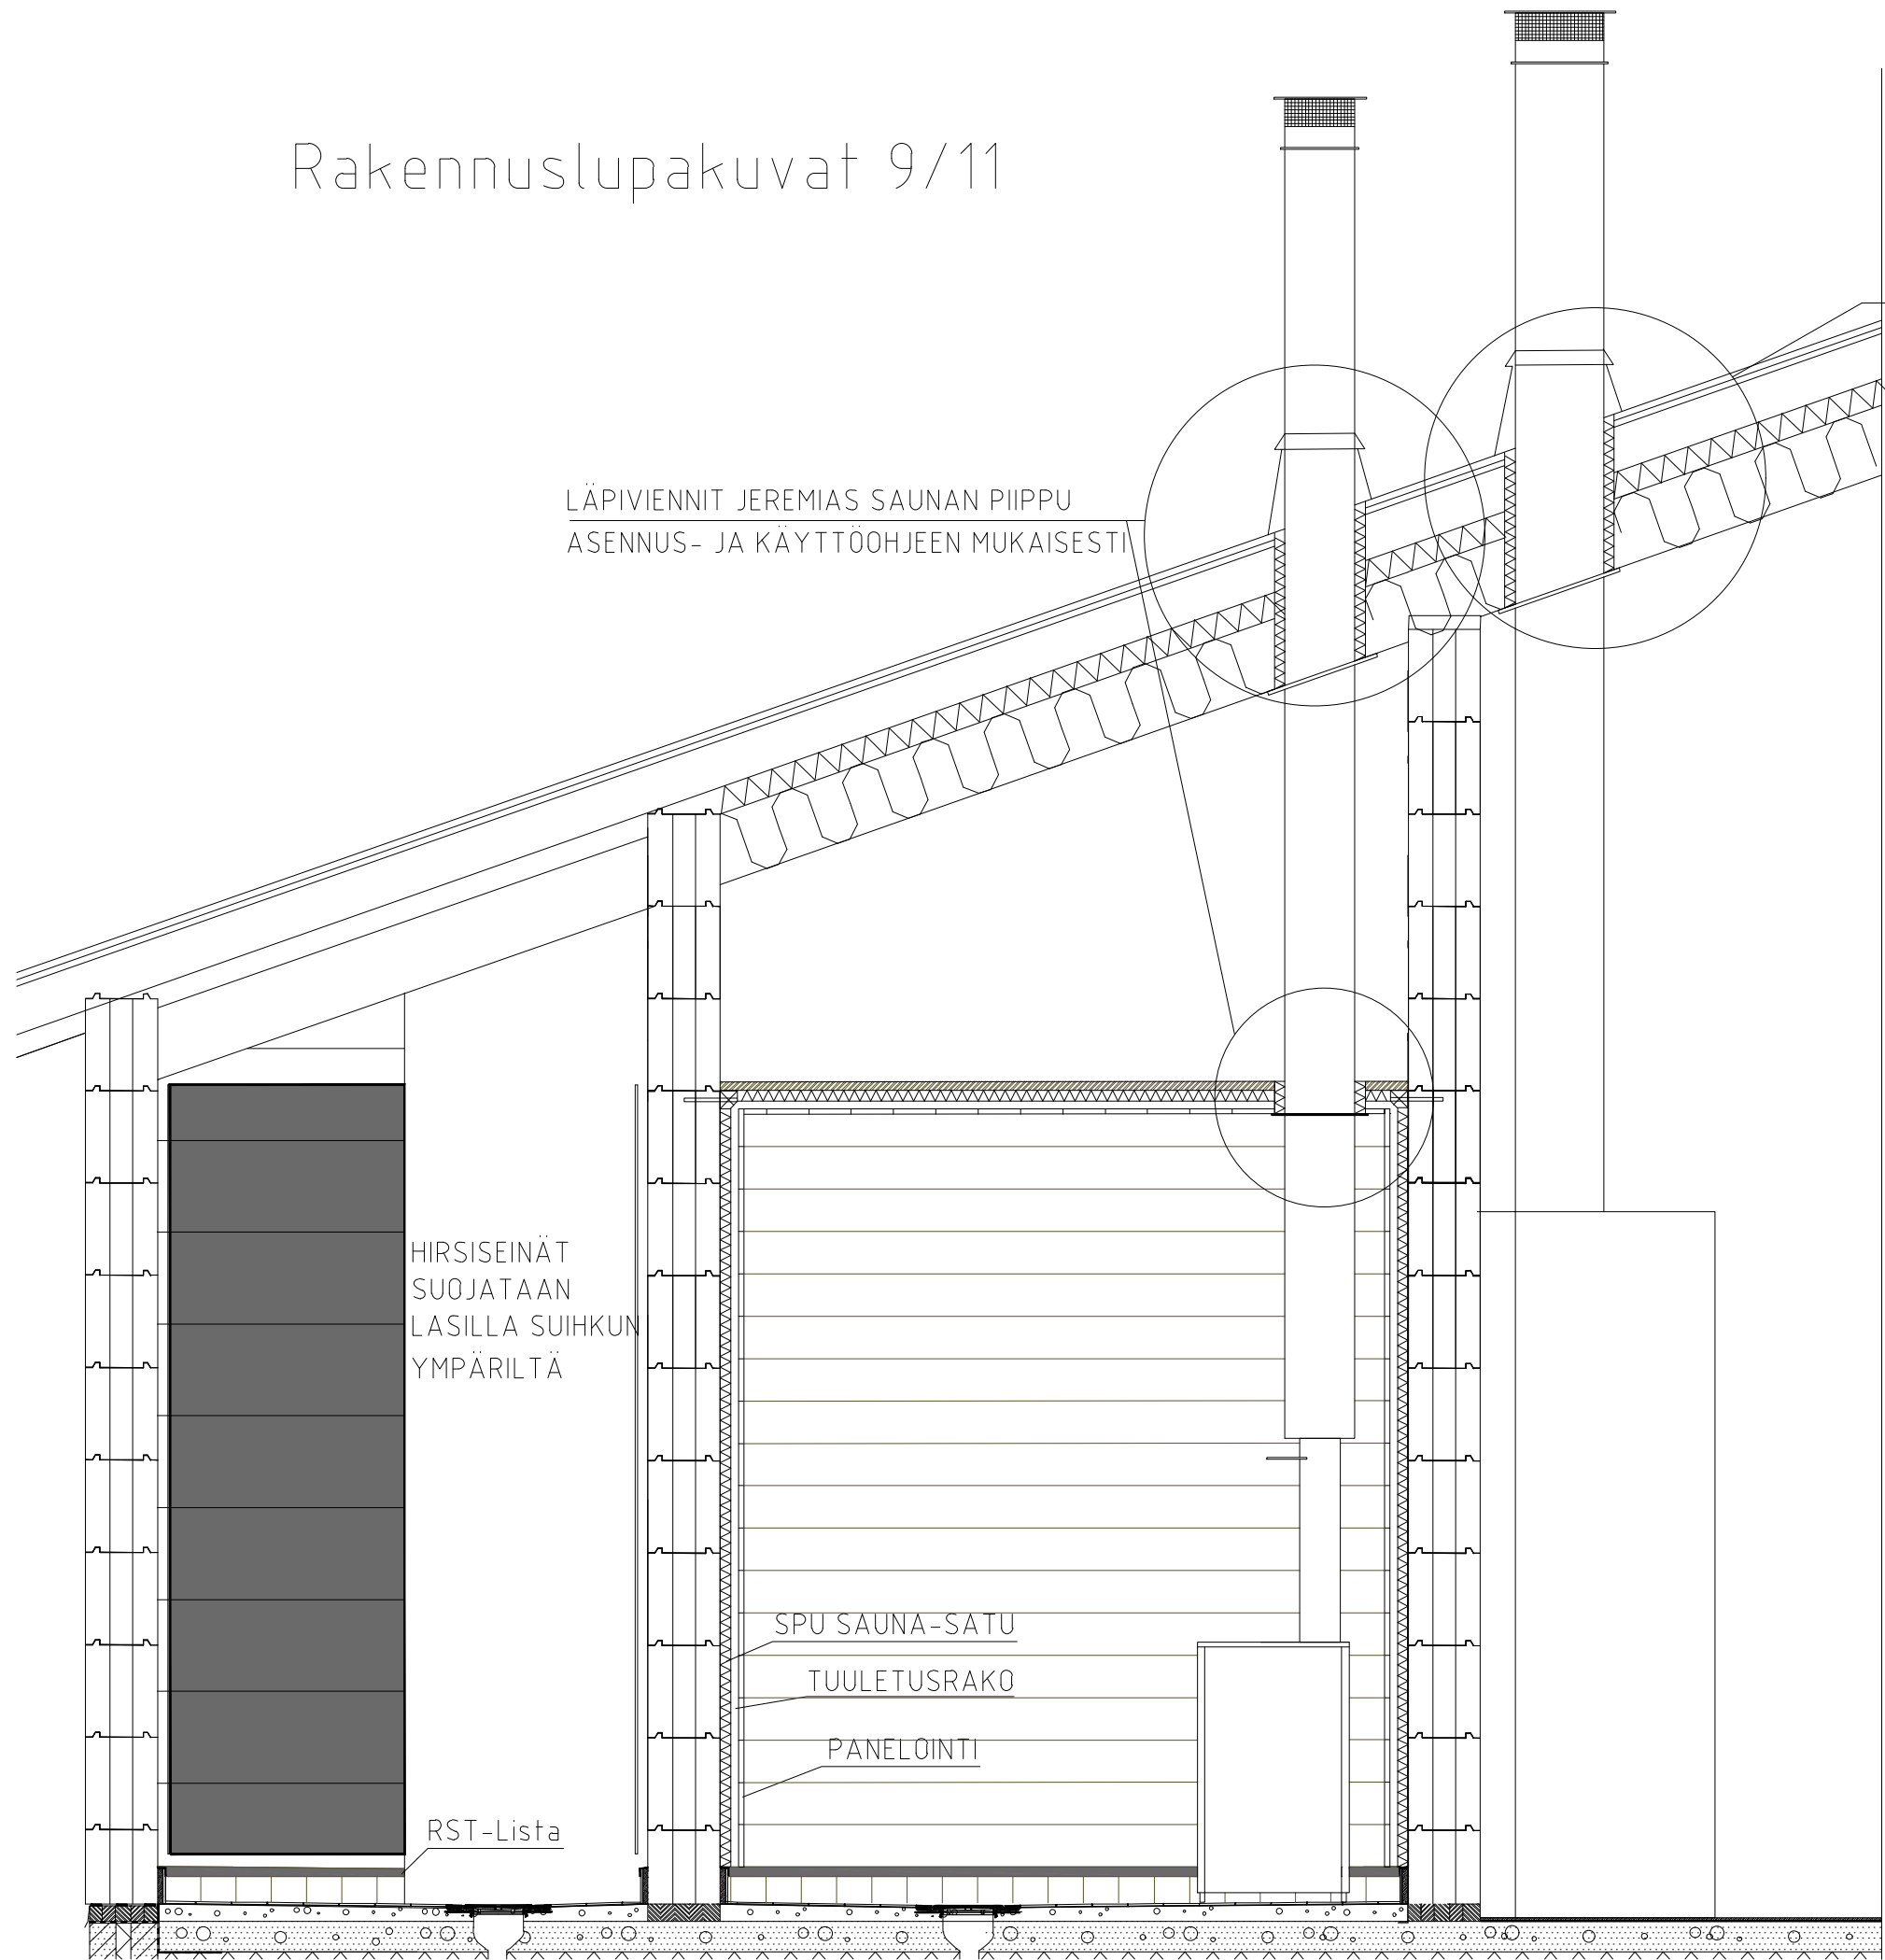 Rakennuslupakuvat 9/11
LÄPIVIENNIT JEREMIAS SAUNAN PIIPPU
ASENNUS- JA KÄYTTÖOHJEEN MUKAISESTI
HIRSISEINÄT
SUOJATAAN
LASILLA SUIHKUN
YMPÄRILTÄ
SPU SAUNA-SATU
TUULETUSRAKO
PANELOINTI
RST-Lista